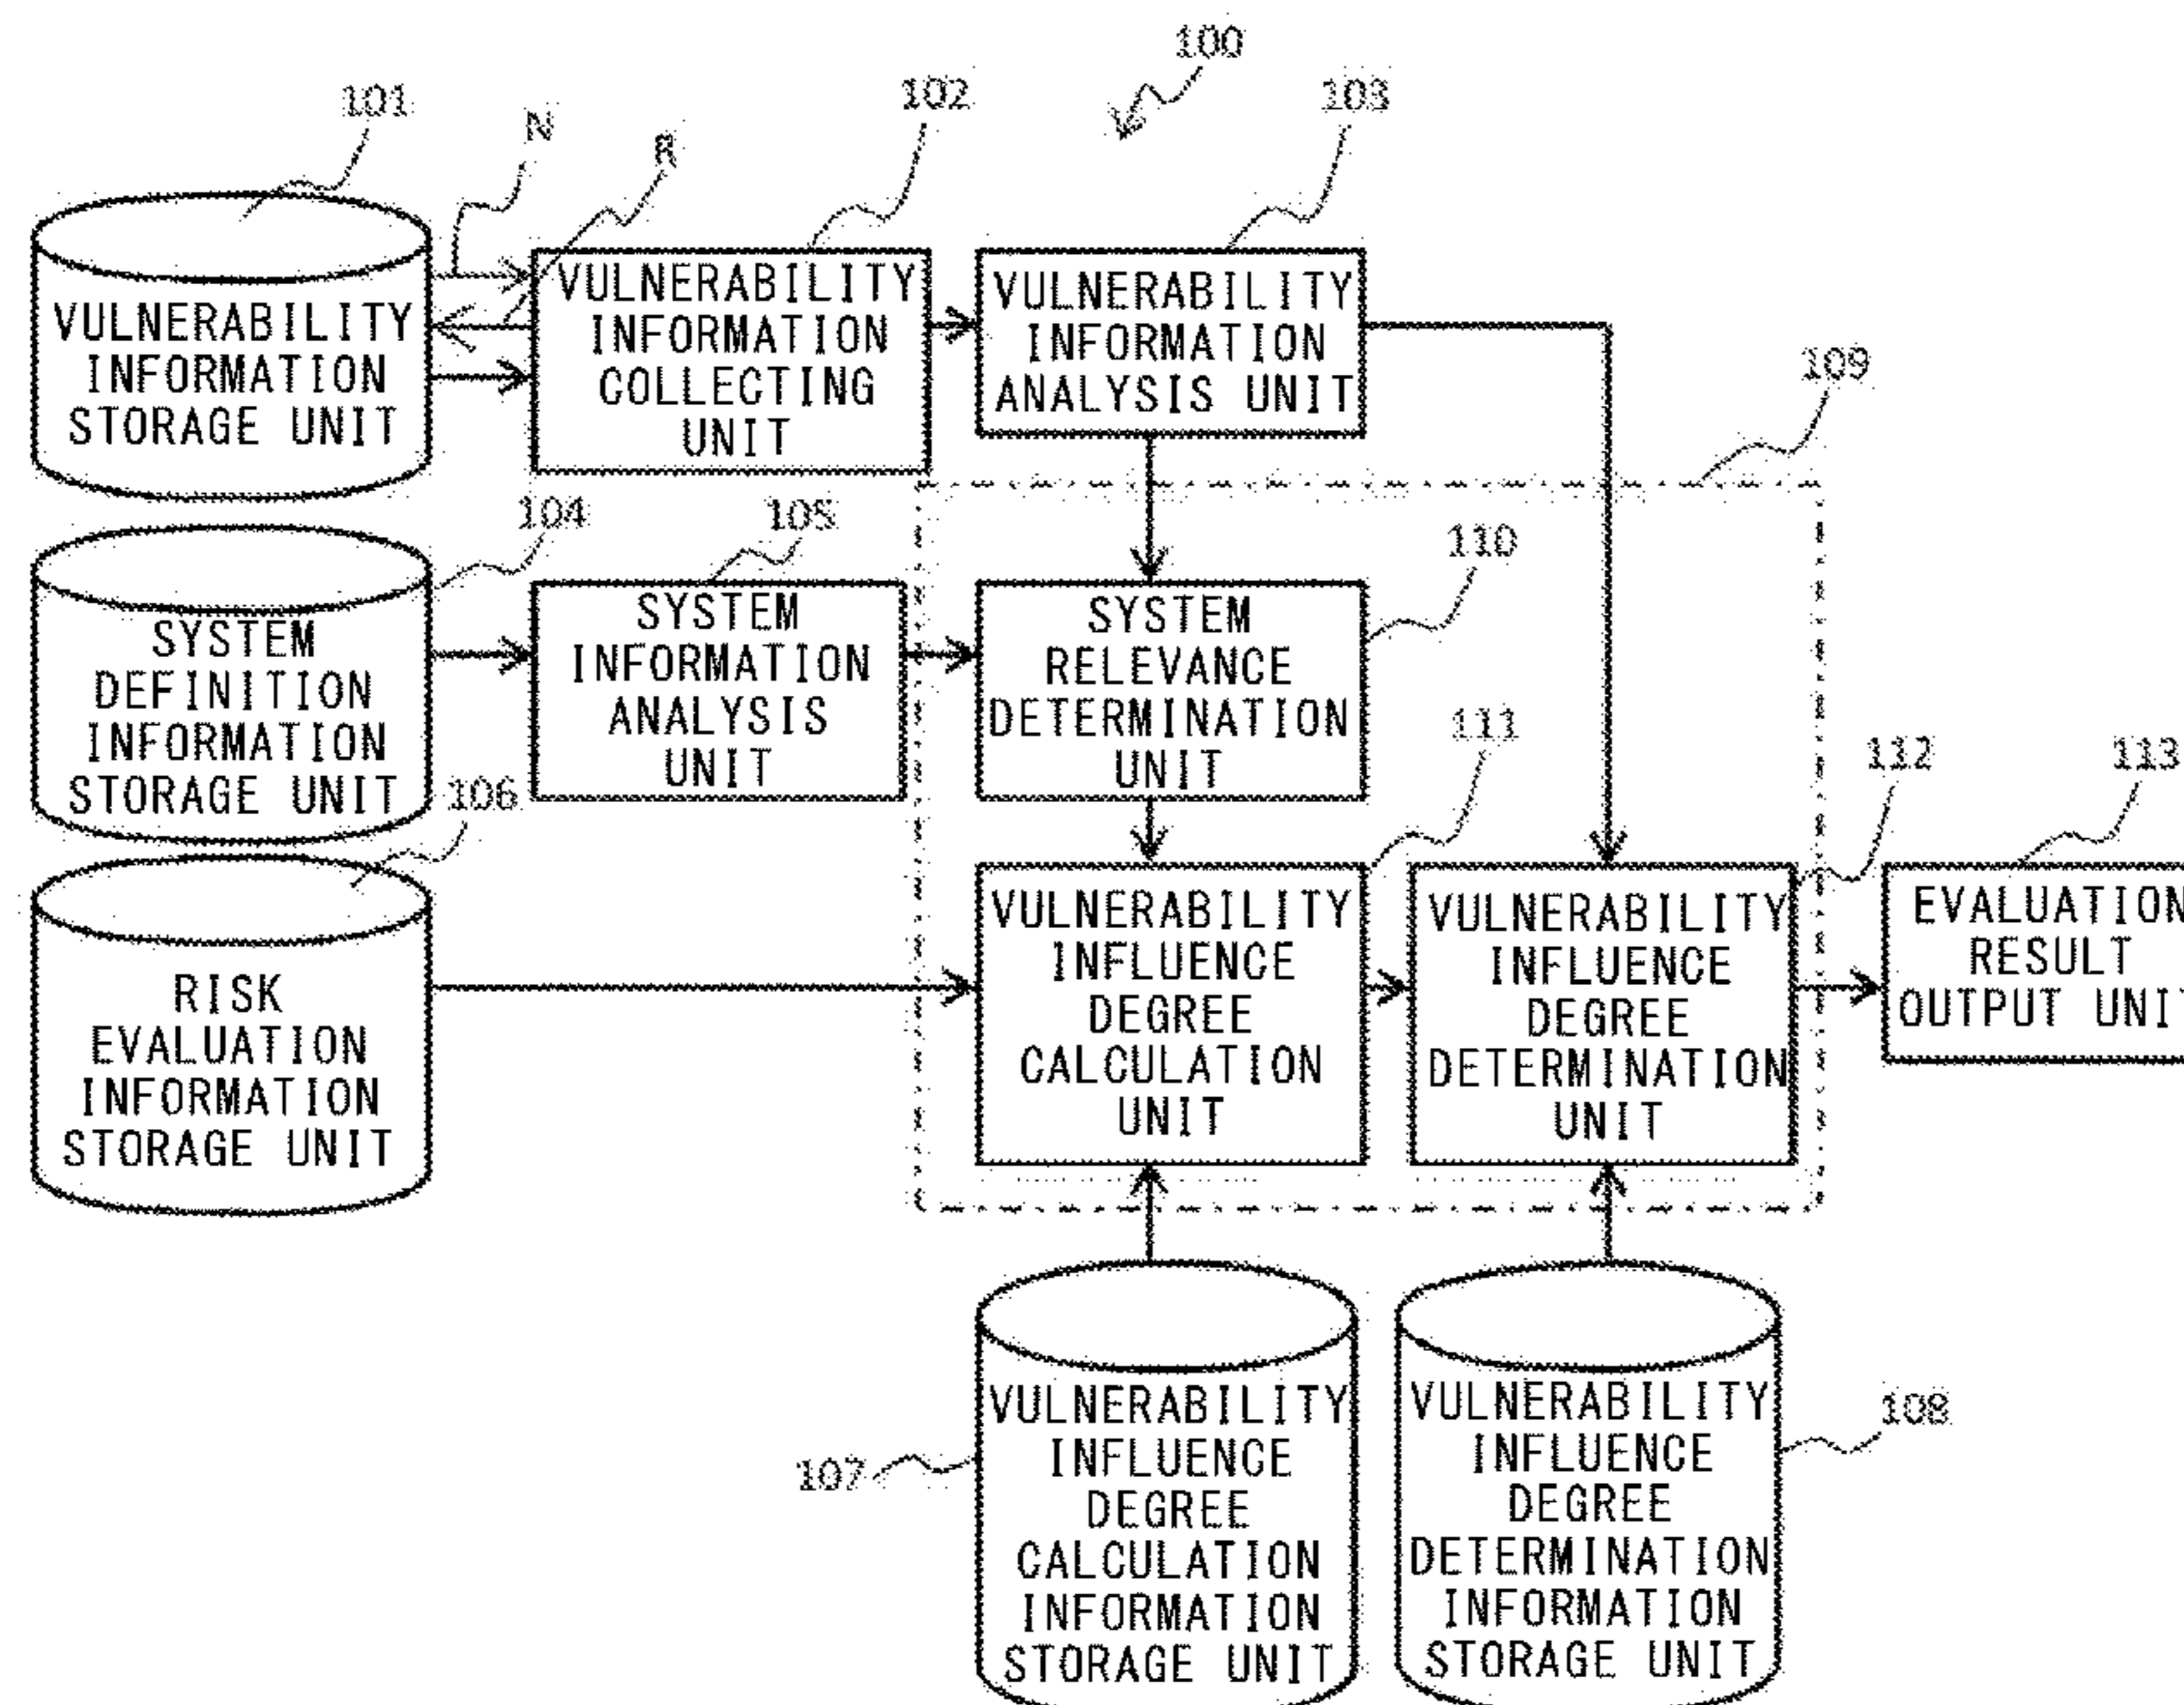 100
101
N
R
102
103
VULNERABILITY
INFORMATION
STORAGE UNIT
VULNERABILITY
INFORMATION
COLLECTING
UNIT
VULNERABILITY
INFORMATION
ANALYSIS UNIT
109
104
105
110
SYSTEM
DEFINITION
INFORMATION
STORAGE UNIT
SYSTEM
INFORMATION
ANALYSIS
UNIT
SYSTEM
RELEVANCE
DETERMINATION
UNIT
106
111
112
113
RISK
EVALUATION
INFORMATION
STORAGE UNIT
VULNERABILITY
INFLUENCE
DEGREE
CALCULATION
UNIT
VULNERABILITY
INFLUENCE
DEGREE
DETERMINATION
UNIT
EVALUATION
RESULT
OUTPUT UNIT
107
VULNERABILITY
INFLUENCE
DEGREE
CALCULATION
INFORMATION
STORAGE UNIT
VULNERABILITY
INFLUENCE
DEGREE
DETERMINATION
INFORMATION
STORAGE UNIT
108